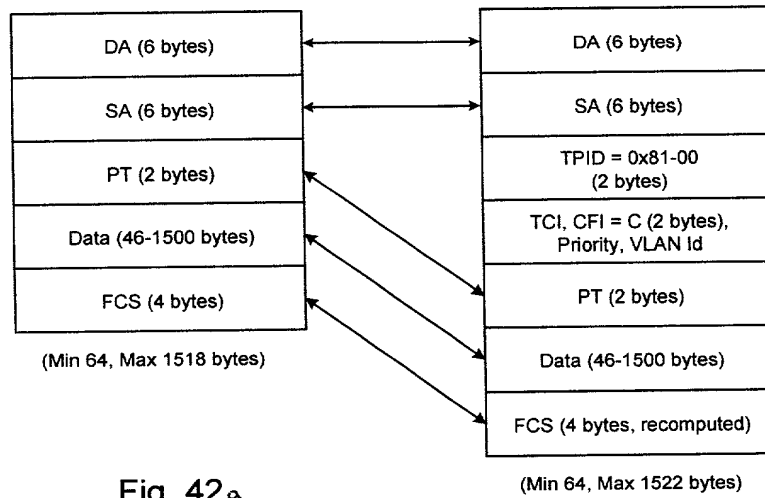 DA (6 bytes)
SA (6 bytes)
PT (2 bytes)
Data (46-1500 bytes)
FCS (4 bytes)
(Min 64, Max 1518 bytes)
DA (6 bytes)
SA (6 bytes)
TPID = 0x81-00
(2 bytes)
TCI, CFI = C (2 bytes),
Priority, VLAN Id
PT (2 bytes)
Data (46-1500 bytes)
FCS (4 bytes, recomputed)
(Min 64, Max 1522 bytes)
Fig. 42a